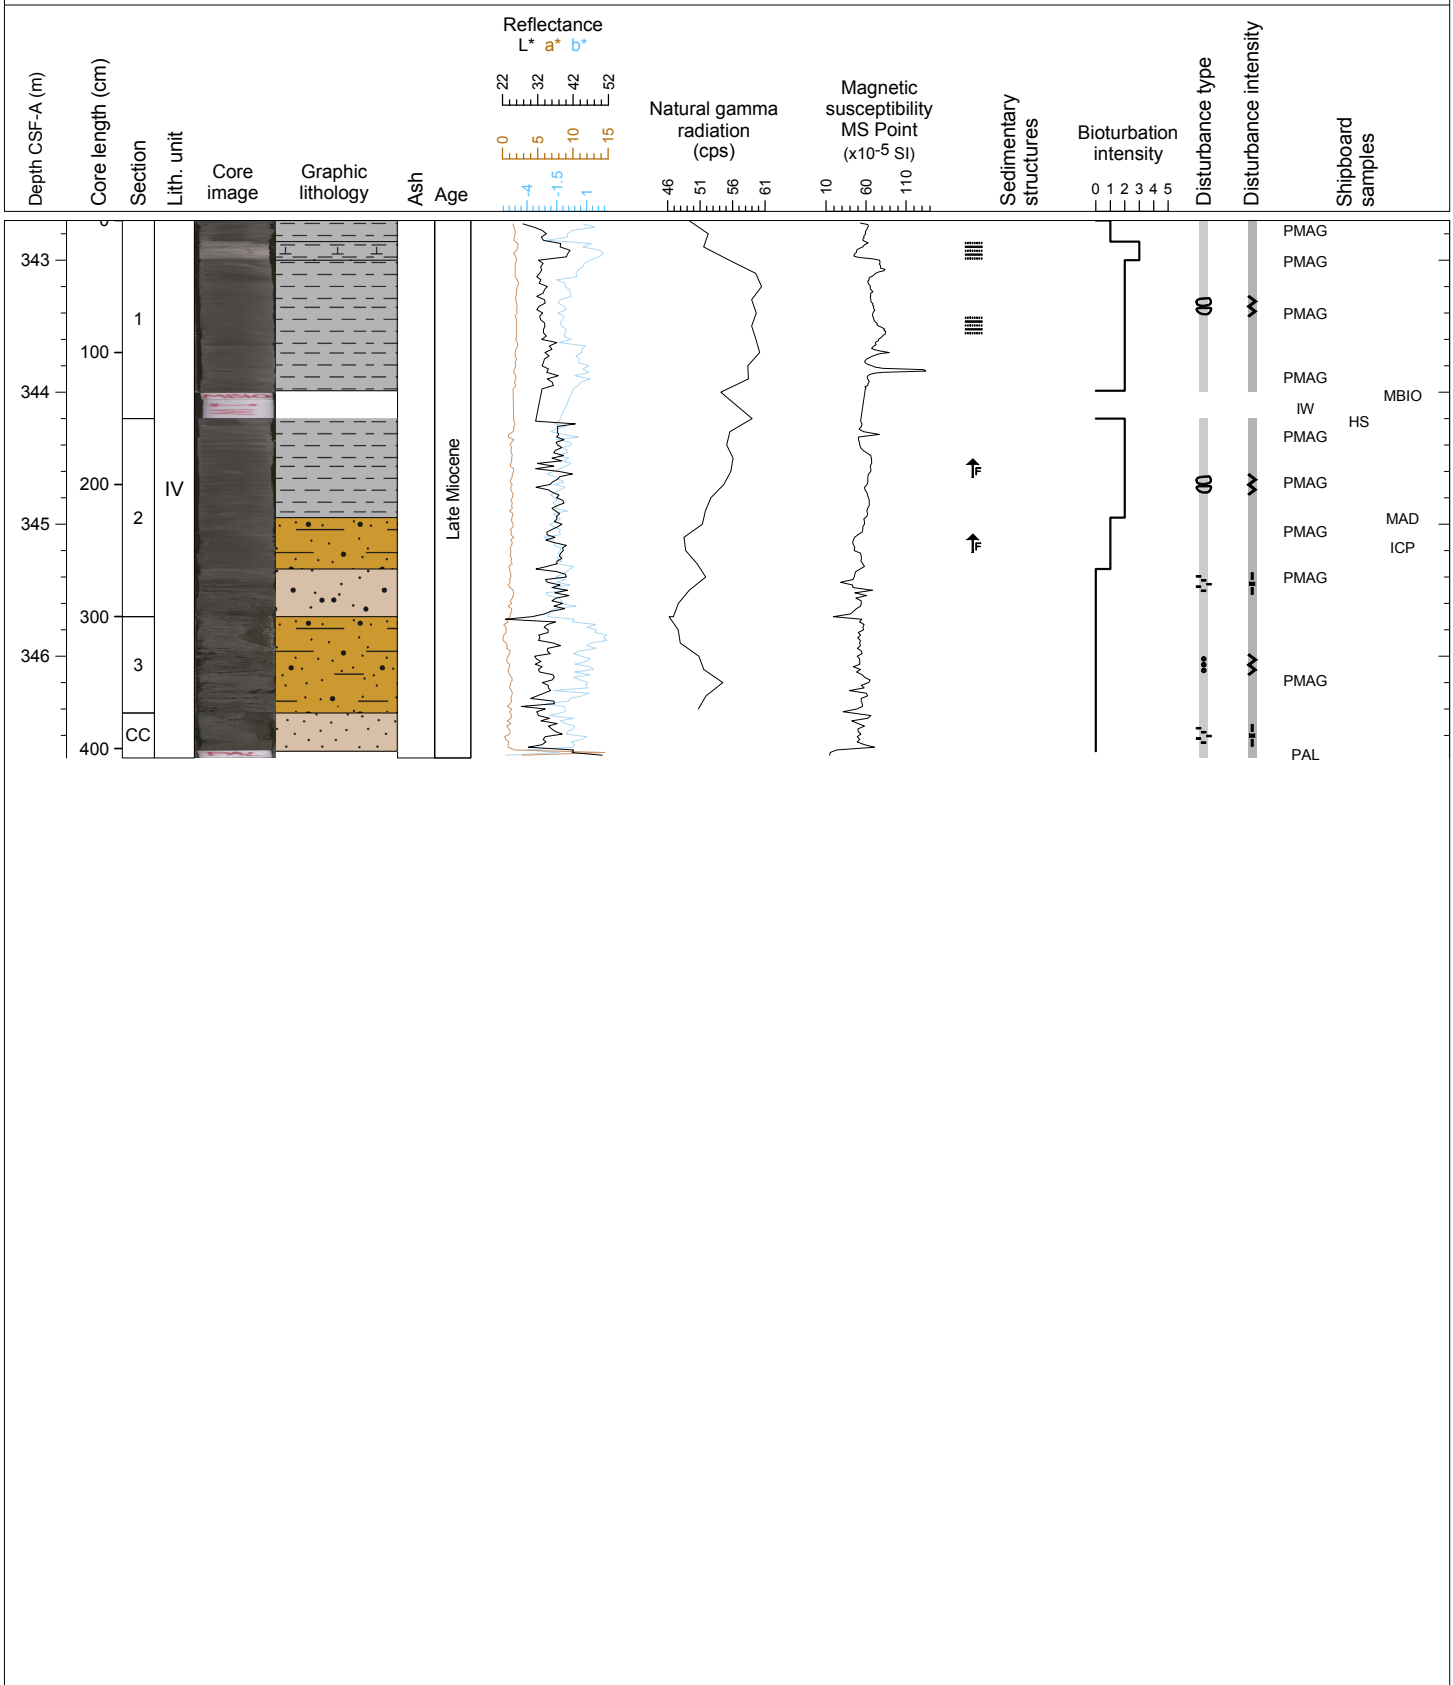 Depth CSF-A (m)
Core length (cm)
Section
Lith. unit
Core
image
Graphic
lithology
Ash
Age
Reflectance
L* a* b*
22 32 42 52
0 5 10 15
-4 -1.5 1
Natural gamma
radiation
(cps)
46 51 56 61
Magnetic
susceptibility
MS Point
(x10-5 SI)
10 60 110
Sedimentary
structures
Bioturbation
intensity
0 1 2 3 4 5
Disturbance type
Disturbance intensity
Shipboard
samples
343
344
345
346
0
100
200
300
400
1
2
3
CC
IV
MBIO
PAL
Late Miocene
F
F
PMAG
PMAG
PMAG
PMAG
MBIO
IW
HS
PMAG
PMAG
MAD
PMAG
ICP
PMAG
PMAG
PAL